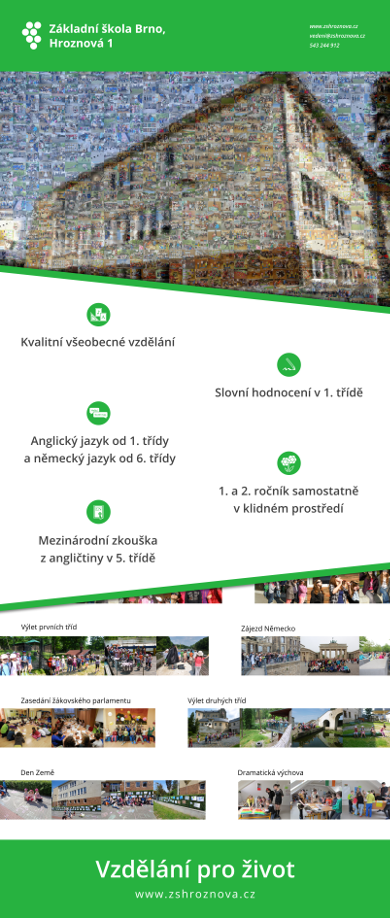 Základní škola Brno,
Hroznová 1
www.zshroznova.cz
vedeni@zshroznova.cz
543 244 912
Kvalitní všeobecné vzdělání
Slovní hodnocení v 1. třídě
Anglický jazyk od 1. třídy
a německý jazyk od 6. třídy
1. a 2. ročník samostatně
v klidném prostředí
Mezinárodní zkouška
z angličtiny v 5. třídě
Výlet prvních tříd
Zájezd Německo
Zasedání žákovského parlamentu
Výlet druhých tříd
Den Země
Dramatická výchova
Vzdělání pro život
www.zshroznova.cz